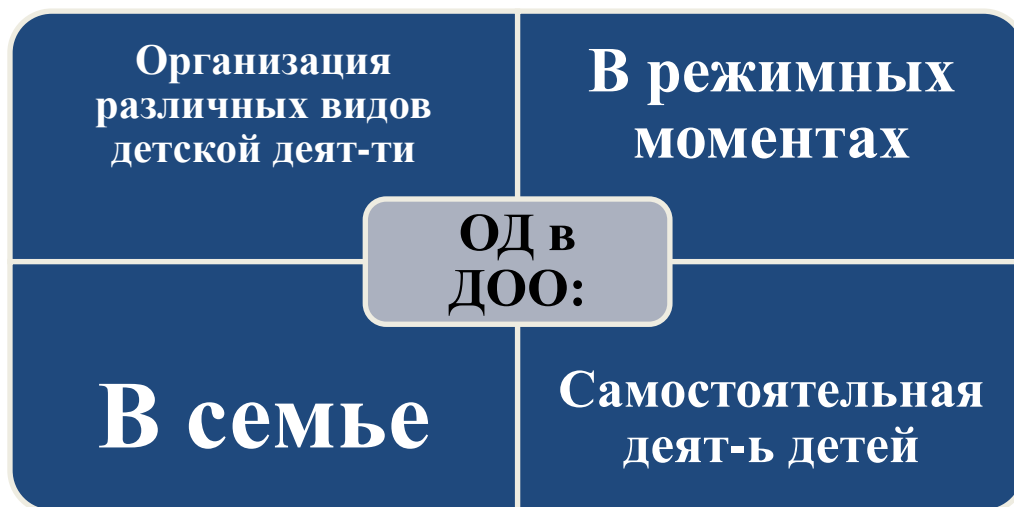 Организация
различных видов
детской деят-ти
В режимных
моментах
ОД в
ДОО:
В семье
Самостоятельная
деят-ь детей